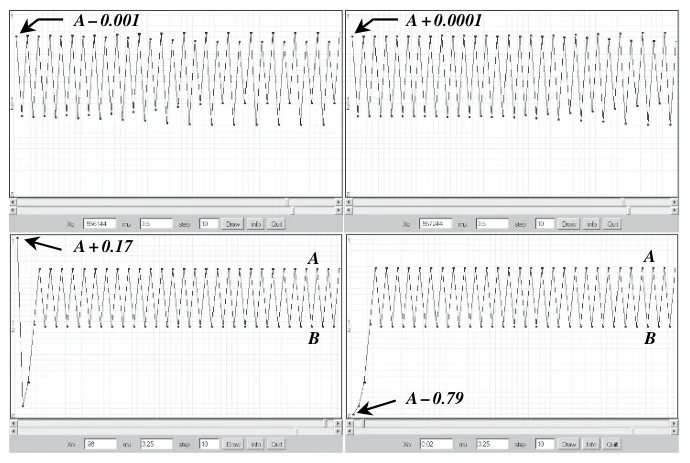 A – 0.001
A + 0.0001
Xo 856144 mu 3.5 step 10 Draw Info Quit
Xo 857244 mu 3.5 step 10 Draw Info Quit
A + 0.17
A
B
A
B
A – 0.79
Xo 98 mu 3.25 step 10 Draw Info Quit
Xo 0.02 mu 3.25 step 10 Draw Info Quit